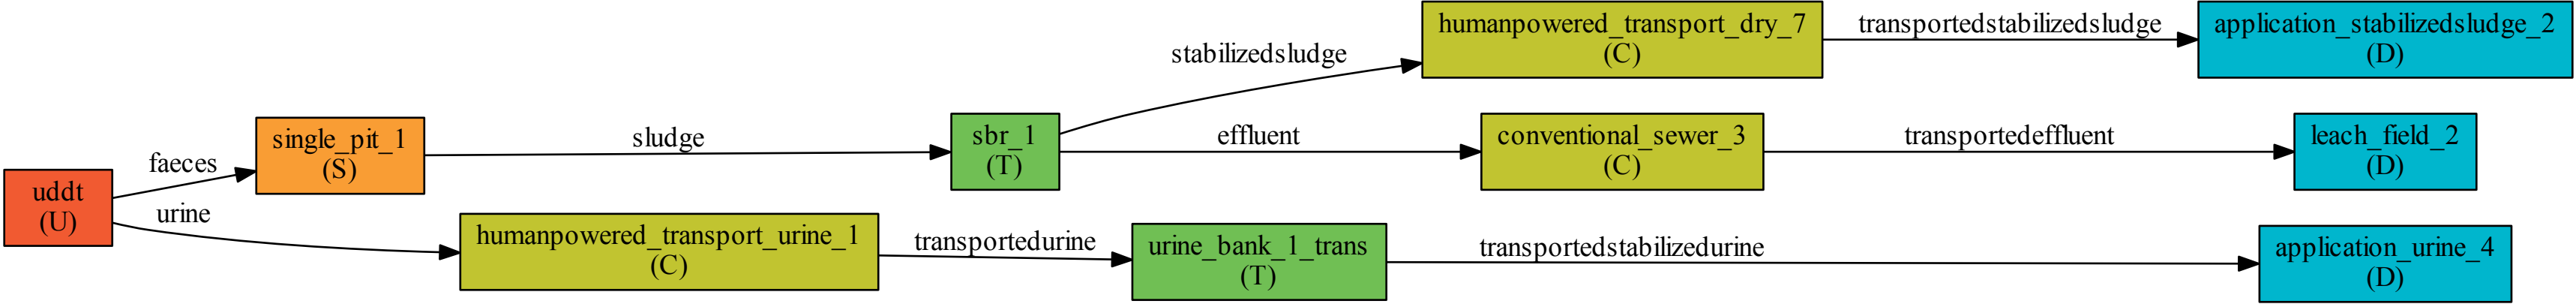 uddt
(U)
faeces
urine
single_pit_1
(S)
sludge
humanpowered_transport_urine_1
(C)
transportedurine
sbr_1
(T)
urine_bank_1_trans
(T)
stabilizedsludge
effluent
transportedstabilizedurine
humanpowered_transport_dry_7
(C)
conventional_sewer_3
(C)
transportedstabilizedsludge
transportedeffluent
application_stabilizedsludge_2
(D)
leach_field_2
(D)
application_urine_4
(D)